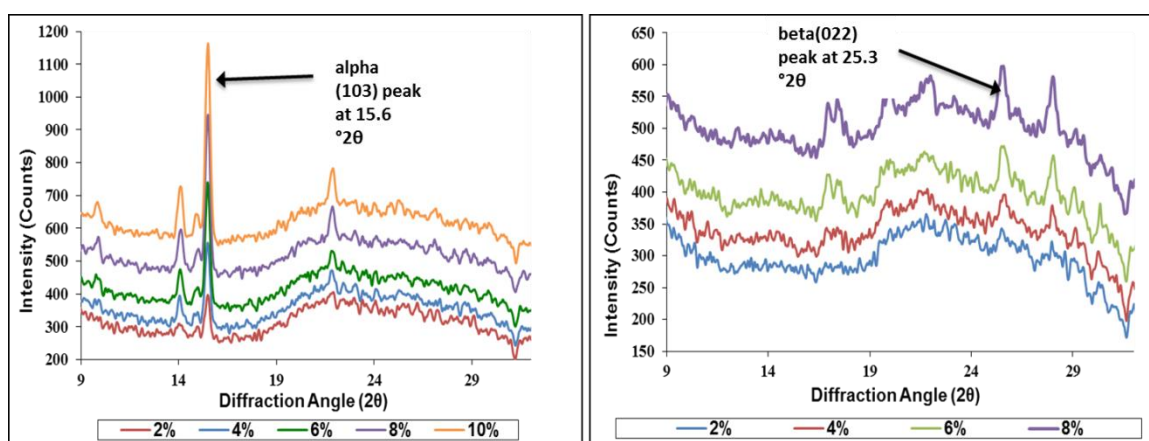 1200
1100
1000
900
800
700
600
500
400
300
200
Intensity (Counts)
alpha
(103) peak
at 15.6
°2θ
9 14 19 24 29
Diffraction Angle (2θ)
2% 4% 6% 8% 10%
650
600
550
500
450
400
350
300
250
200
150
Intensity (Counts)
beta(022)
peak at 25.3
°2θ
9 14 19 24 29
Diffraction Angle (2θ)
2% 4% 6% 8%